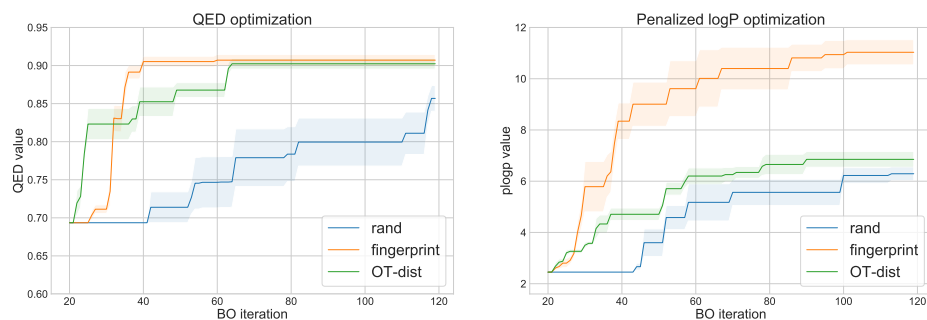 QED optimization
0.95
0.90
0.85
0.80
0.75
0.70
0.65
0.60
QED value
20
40
60
80
100
120
BO iteration
rand
fingerprint
OT-dist
Penalized logP optimization
12
10
8
6
4
2
plogp value
20
40
60
80
100
120
BO iteration
rand
fingerprint
OT-dist